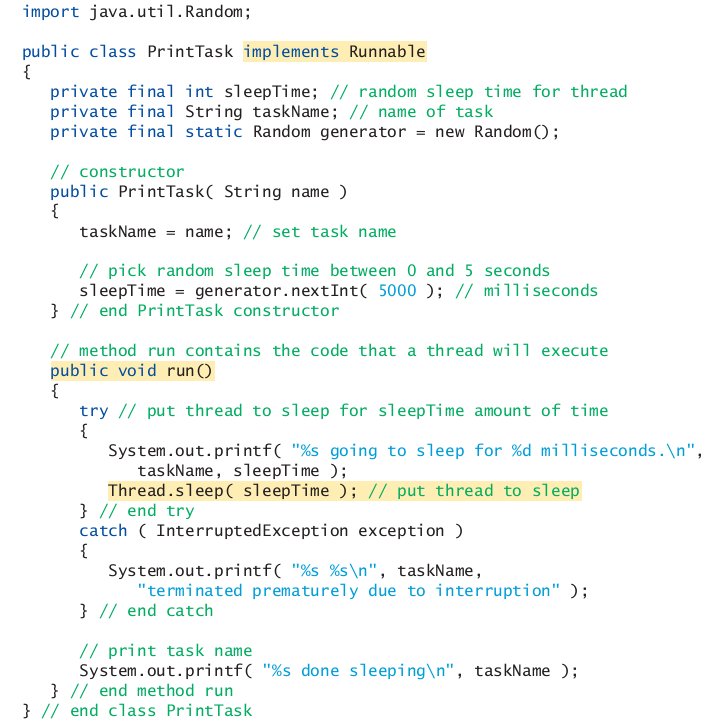 import java.util.Random;
public class PrintTask implements Runnable
{
private final int sleepTime; // random sleep time for thread
private final String taskName; // name of task
private final static Random generator = new Random();
// constructor
public PrintTask( String name )
{
taskName = name; // set task name
// pick random sleep time between 0 and 5 seconds
sleepTime = generator.nextInt( 5000 ); // milliseconds
} // end PrintTask constructor
// method run contains the code that a thread will execute
public void run()
{
try // put thread to sleep for sleepTime amount of time
{
System.out.printf( "%s going to sleep for %d milliseconds.\n",
taskName, sleepTime );
Thread.sleep( sleepTime ); // put thread to sleep
} // end try
catch ( InterruptedException exception )
{
System.out.printf( "%s %s\n", taskName,
"terminated prematurely due to interruption" );
} // end catch
// print task name
System.out.printf( "%s done sleeping\n", taskName );
} // end method run
} // end class PrintTask